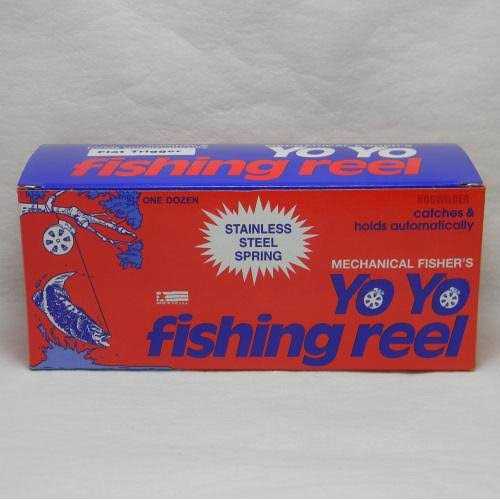 Flat Trigger
YO YO
fishing reel
ONE DOZEN
STAINLESS
STEEL
SPRING
catches &
holds automatically
MECHANICAL FISHER'S
Yo Yo
fishing reel